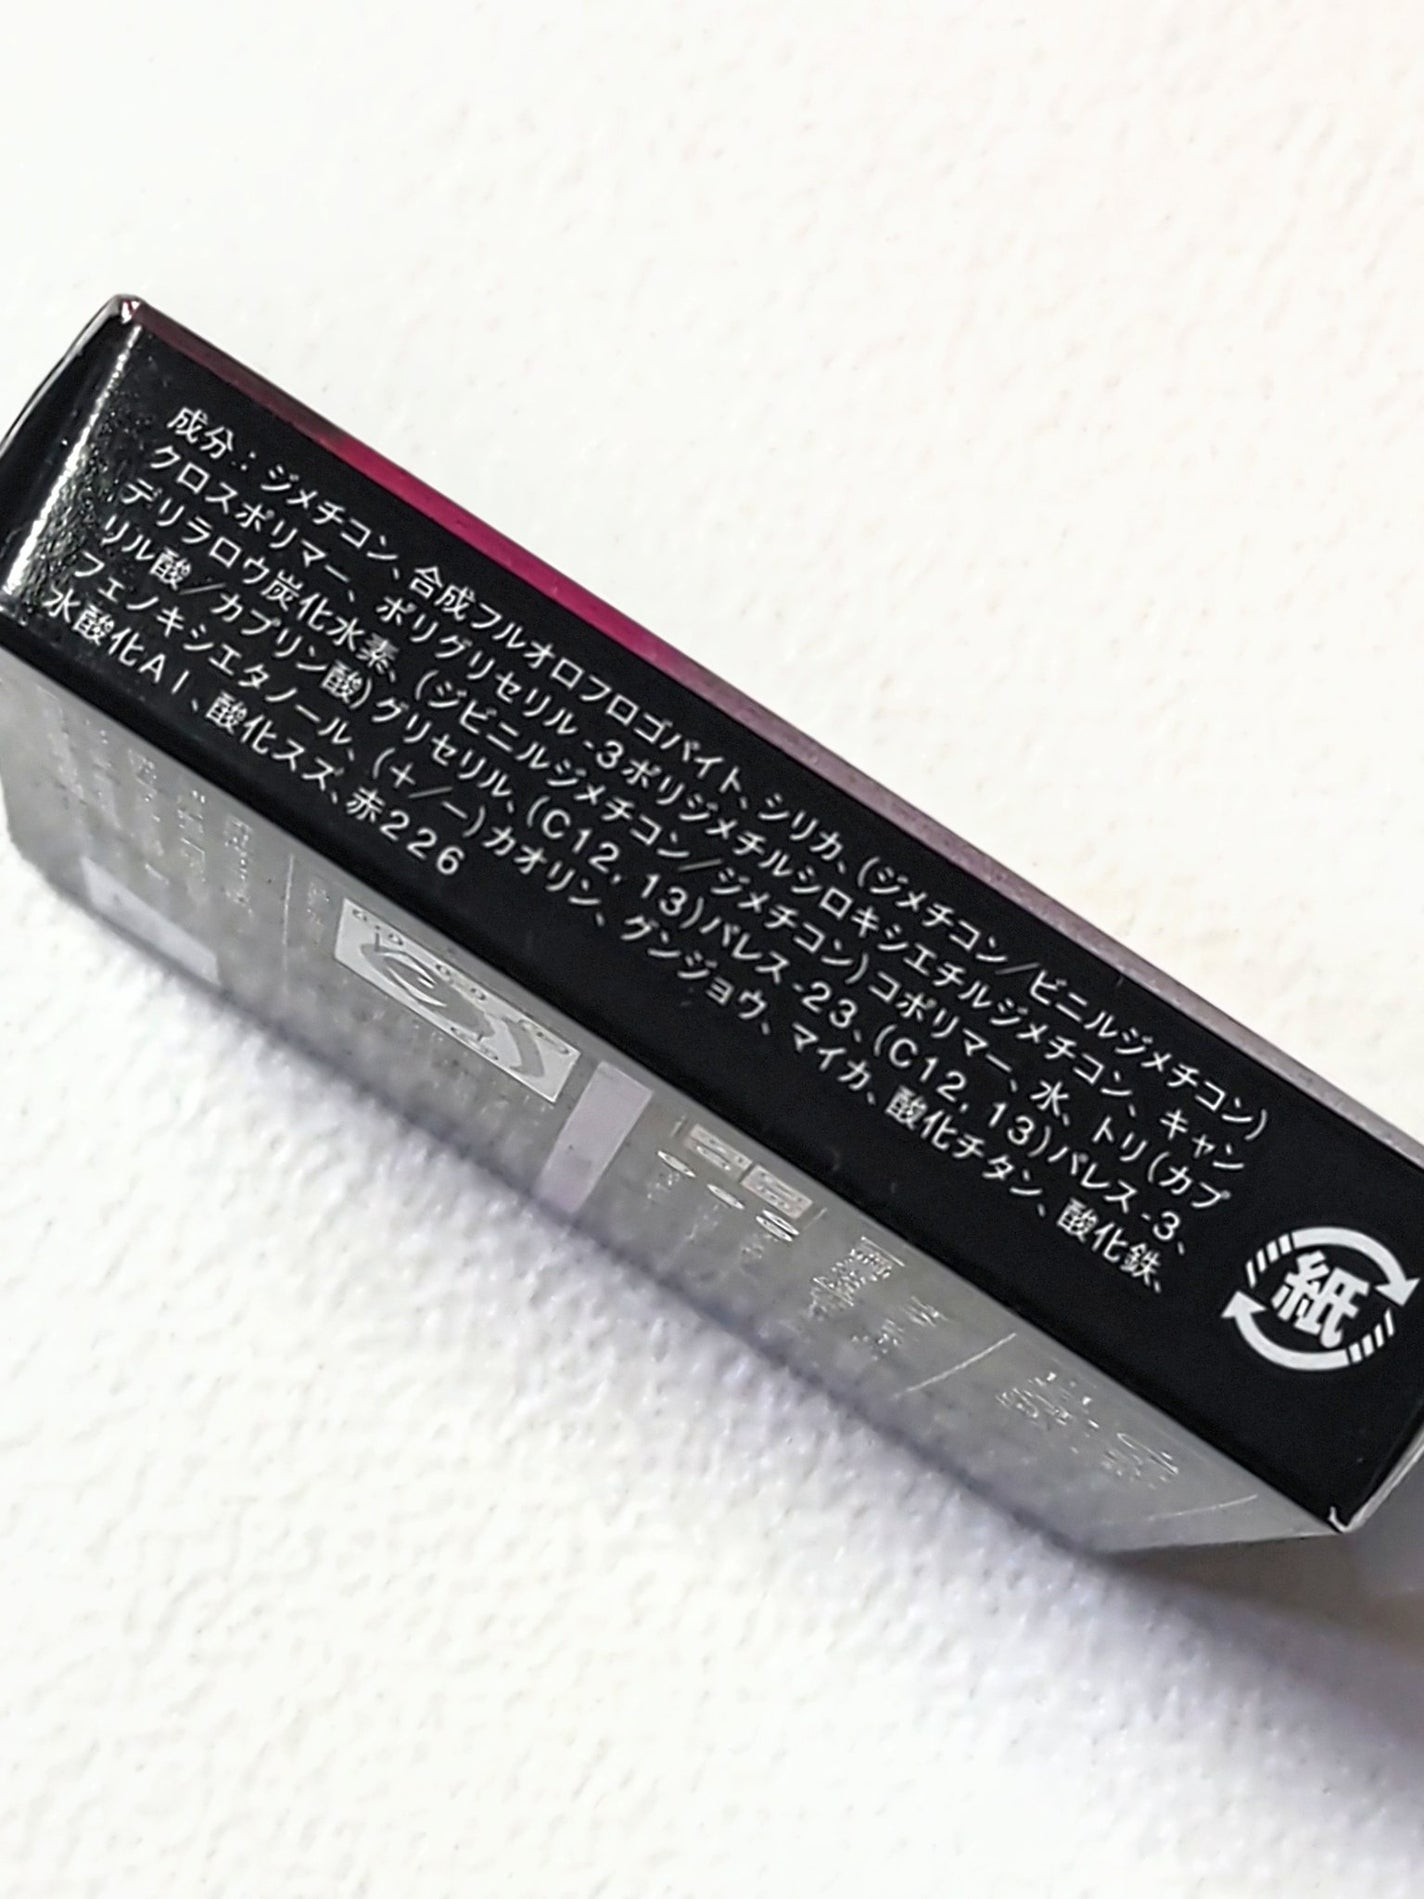 成分：ジメチコン、合成フルオロフロゴパイト、シリカ、(ジメチコン/ビニルジメチコン)
クロスポリマー、ポリグリセリル-3ポリジメチルシロキシエチルジメチコン、キャン
デリラロウ炭化水素、(ジビニルジメチコン/ジメチコン)コポリマー、水、トリ(カプ
リル酸/カプリン酸)グリセリル、(C12,13)パレス-23、(C12,13)パレス-3、
フェノキシエタノール、(+/−)カオリン、グンジョウ、マイカ、酸化チタン、酸化鉄、
水酸化Al、酸化スズ、赤226
紙